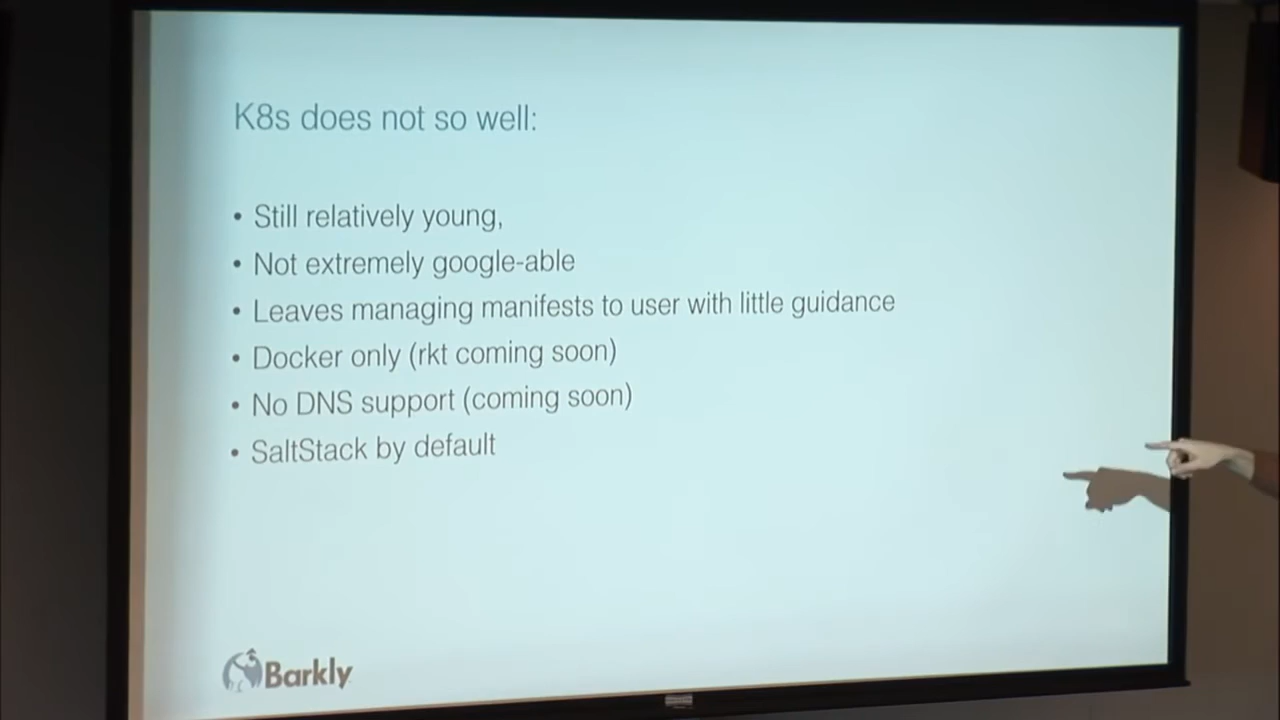 K8s does not so well:
• Still relatively young,
• Not extremely google-able
• Leaves managing manifests to user with little guidance
• Docker only (rkt coming soon)
• No DNS support (coming soon)
• SaltStack by default
Barkly